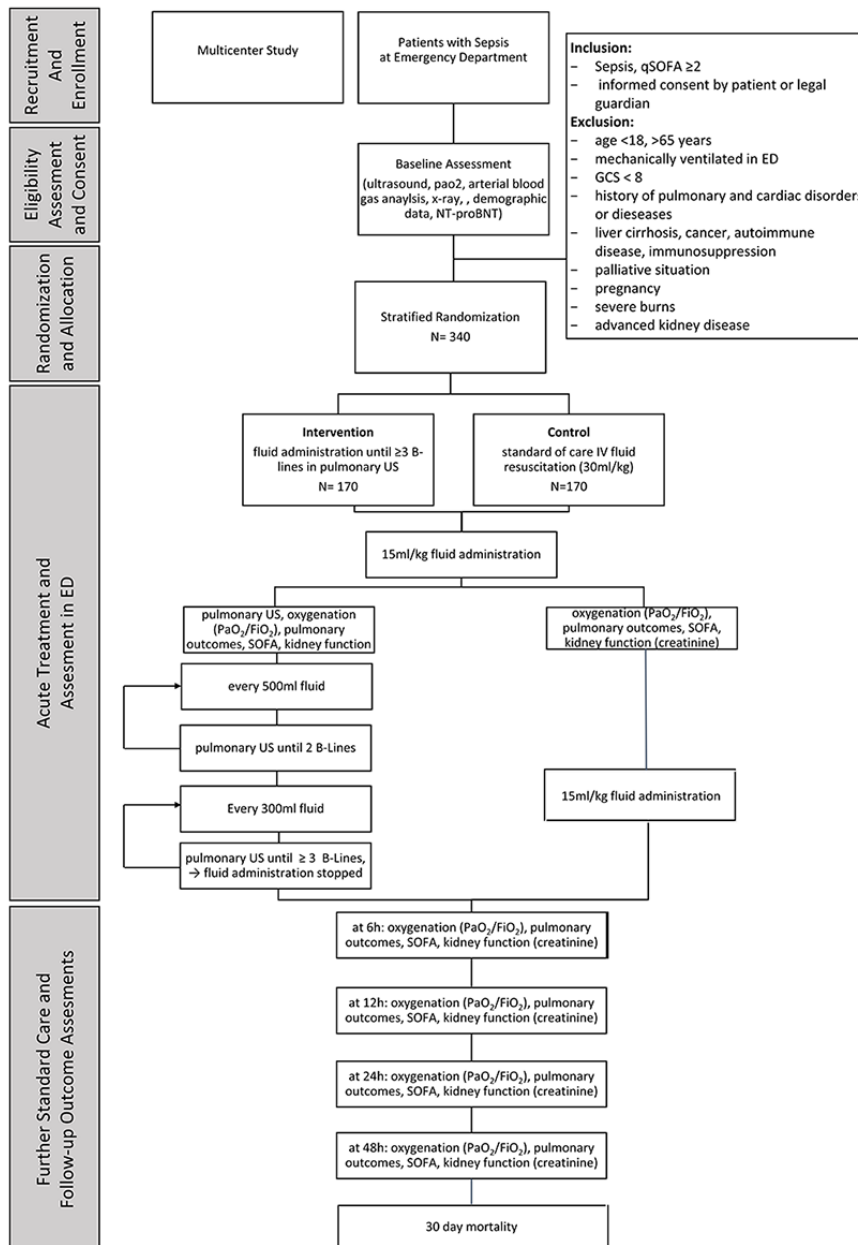 Recruitment
And
Enrollment
Multicenter Study
Patients with Sepsis
at Emergency Department
Inclusion:
– Sepsis, qSOFA ≥2
– informed consent by patient or legal
guardian
Exclusion:
– age <18, >65 years
– mechanically ventilated in ED
– GCS < 8
– history of pulmonary and cardiac disorders
or dieseases
– liver cirrhosis, cancer, autoimmune
disease, immunosuppression
– palliative situation
– pregnancy
– severe burns
– advanced kidney disease
Eligibility
Assesment
and Consent
Baseline Assessment
(ultrasound, pao2, arterial blood
gas anaylsis, x-ray, , demographic
data, NT-proBNT)
Randomization
and Allocation
Stratified Randomization
N= 340
Acute Treatment and
Assesment in ED
Intervention
fluid administration until ≥3 B-
lines in pulmonary US
N= 170
Control
standard of care IV fluid
resuscitation (30ml/kg)
N=170
15ml/kg fluid administration
pulmonary US, oxygenation
(PaO₂/FiO₂), pulmonary
outcomes, SOFA, kidney function
oxygenation (PaO₂/FiO₂),
pulmonary outcomes, SOFA,
kidney function (creatinine)
every 500ml fluid
pulmonary US until 2 B-Lines
Every 300ml fluid
pulmonary US until ≥ 3 B-Lines,
→ fluid administration stopped
15ml/kg fluid administration
Further Standard Care and
Follow-up Outcome Assesments
at 6h: oxygenation (PaO₂/FiO₂), pulmonary
outcomes, SOFA, kidney function (creatinine)
at 12h: oxygenation (PaO₂/FiO₂), pulmonary
outcomes, SOFA, kidney function (creatinine)
at 24h: oxygenation (PaO₂/FiO₂), pulmonary
outcomes, SOFA, kidney function (creatinine)
at 48h: oxygenation (PaO₂/FiO₂), pulmonary
outcomes, SOFA, kidney function (creatinine)
30 day mortality